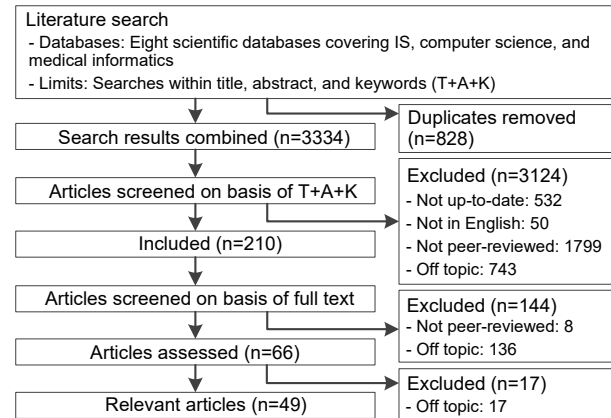 Literature search
- Databases: Eight scientific databases covering IS, computer science, and
medical informatics
- Limits: Searches within title, abstract, and keywords (T+A+K)
Duplicates removed
(n=828)
Search results combined (n=3334)
Articles screened on basis of T+A+K
Excluded (n=3124)
- Not up-to-date: 532
- Not in English: 50
- Not peer-reviewed: 1799
- Off topic: 743
Included (n=210)
Articles screened on basis of full text
Excluded (n=144)
- Not peer-reviewed: 8
- Off topic: 136
Articles assessed (n=66)
Excluded (n=17)
- Off topic: 17
Relevant articles (n=49)